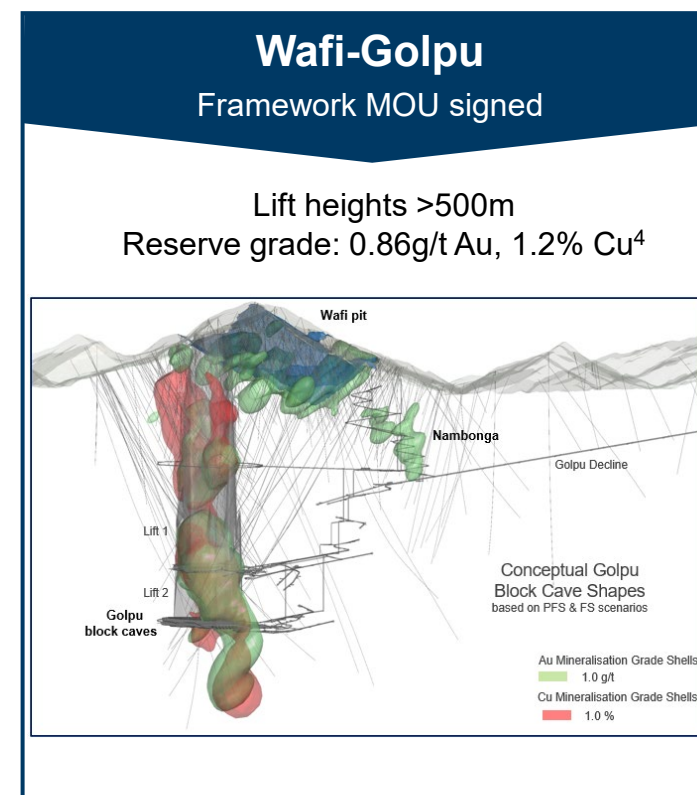 Wafi-Golpu
Framework MOU signed
Lift heights >500m
Reserve grade: 0.86g/t Au, 1.2% Cu⁴
Wafi pit
Nambonga
Golpu Decline
Lift 1
Lift 2
Golpu
block caves
Conceptual Golpu
Block Cave Shapes
based on PFS & FS scenarios
Au Mineralisation Grade Shells
1.0 g/t
Cu Mineralisation Grade Shells
1.0 %